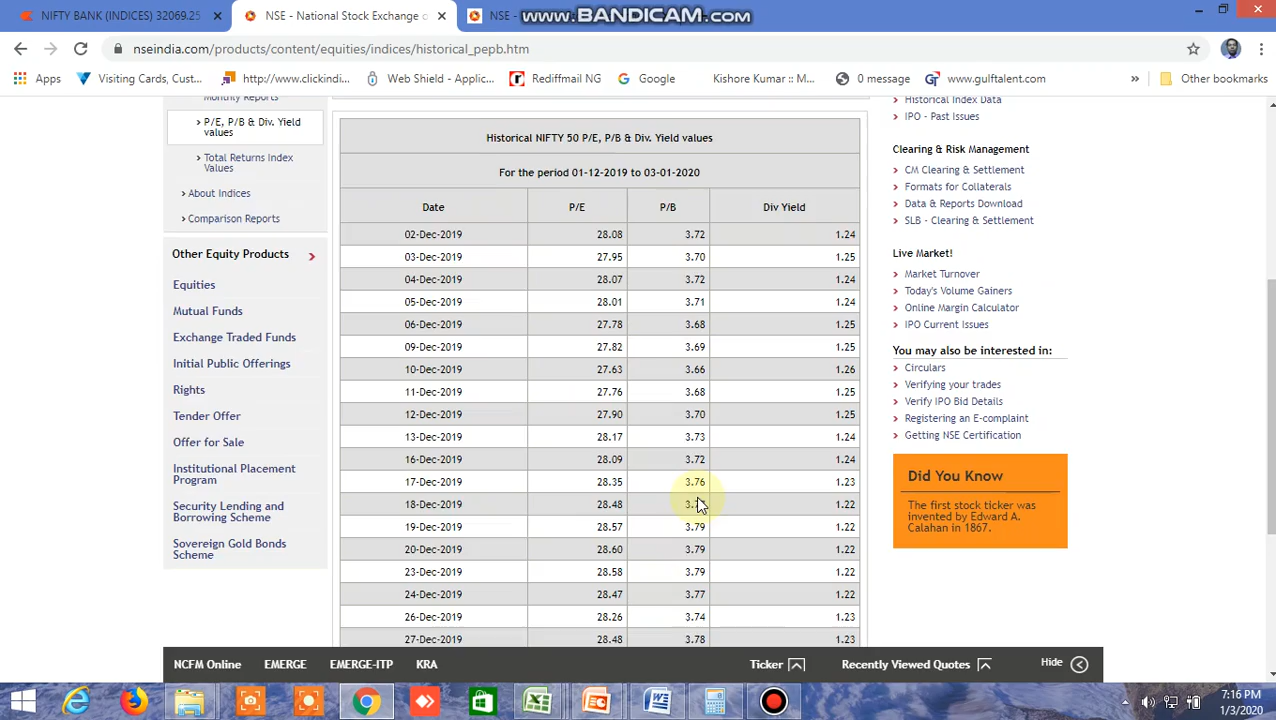 NIFTY BANK (INDICES) 32069.25
NSE - National Stock Exchange o
NSE -
www.BANDICAM.com
nseindia.com/products/content/equities/indices/historical_pepb.htm
Apps
Visiting Cards, Cust...
http://www.clickindi...
Web Shield - Applic...
Rediffmail NG
Google
Kishore Kumar :: M...
0 message
www.gulftalent.com
»
Other bookmarks
Monthly Reports
P/E, P/B & Div. Yield
values
Total Returns Index
Values
About Indices
Comparison Reports
Other Equity Products
Equities
Mutual Funds
Exchange Traded Funds
Initial Public Offerings
Rights
Tender Offer
Offer for Sale
Institutional Placement
Program
Security Lending and
Borrowing Scheme
Sovereign Gold Bonds
Scheme
Historical NIFTY 50 P/E, P/B & Div. Yield values
For the period 01-12-2019 to 03-01-2020
Date P/E P/B Div Yield
02-Dec-2019 28.08 3.72 1.24
03-Dec-2019 27.95 3.70 1.25
04-Dec-2019 28.07 3.72 1.24
05-Dec-2019 28.01 3.71 1.24
06-Dec-2019 27.78 3.68 1.25
09-Dec-2019 27.82 3.69 1.25
10-Dec-2019 27.63 3.66 1.26
11-Dec-2019 27.76 3.68 1.25
12-Dec-2019 27.90 3.70 1.25
13-Dec-2019 28.17 3.73 1.24
16-Dec-2019 28.09 3.72 1.24
17-Dec-2019 28.35 3.76 1.23
18-Dec-2019 28.48 1.22
19-Dec-2019 28.57 3.79 1.22
20-Dec-2019 28.60 3.79 1.22
23-Dec-2019 28.58 3.79 1.22
24-Dec-2019 28.47 3.77 1.22
26-Dec-2019 28.26 3.74 1.23
27-Dec-2019 28.48 3.78 1.23
Historical Index Data
IPO - Past Issues
Clearing & Risk Management
CM Clearing & Settlement
Formats for Collaterals
Data & Reports Download
SLB - Clearing & Settlement
Live Market!
Market Turnover
Today's Volume Gainers
Online Margin Calculator
IPO Current Issues
You may also be interested in:
Circulars
Verifying your trades
Verify IPO Bid Details
Registering an E-complaint
Getting NSE Certification
Did You Know
The first stock ticker was
invented by Edward A.
Calahan in 1867.
NCFM Online
EMERGE
EMERGE-ITP
KRA
Ticker
Recently Viewed Quotes
Hide
7:16 PM
1/3/2020